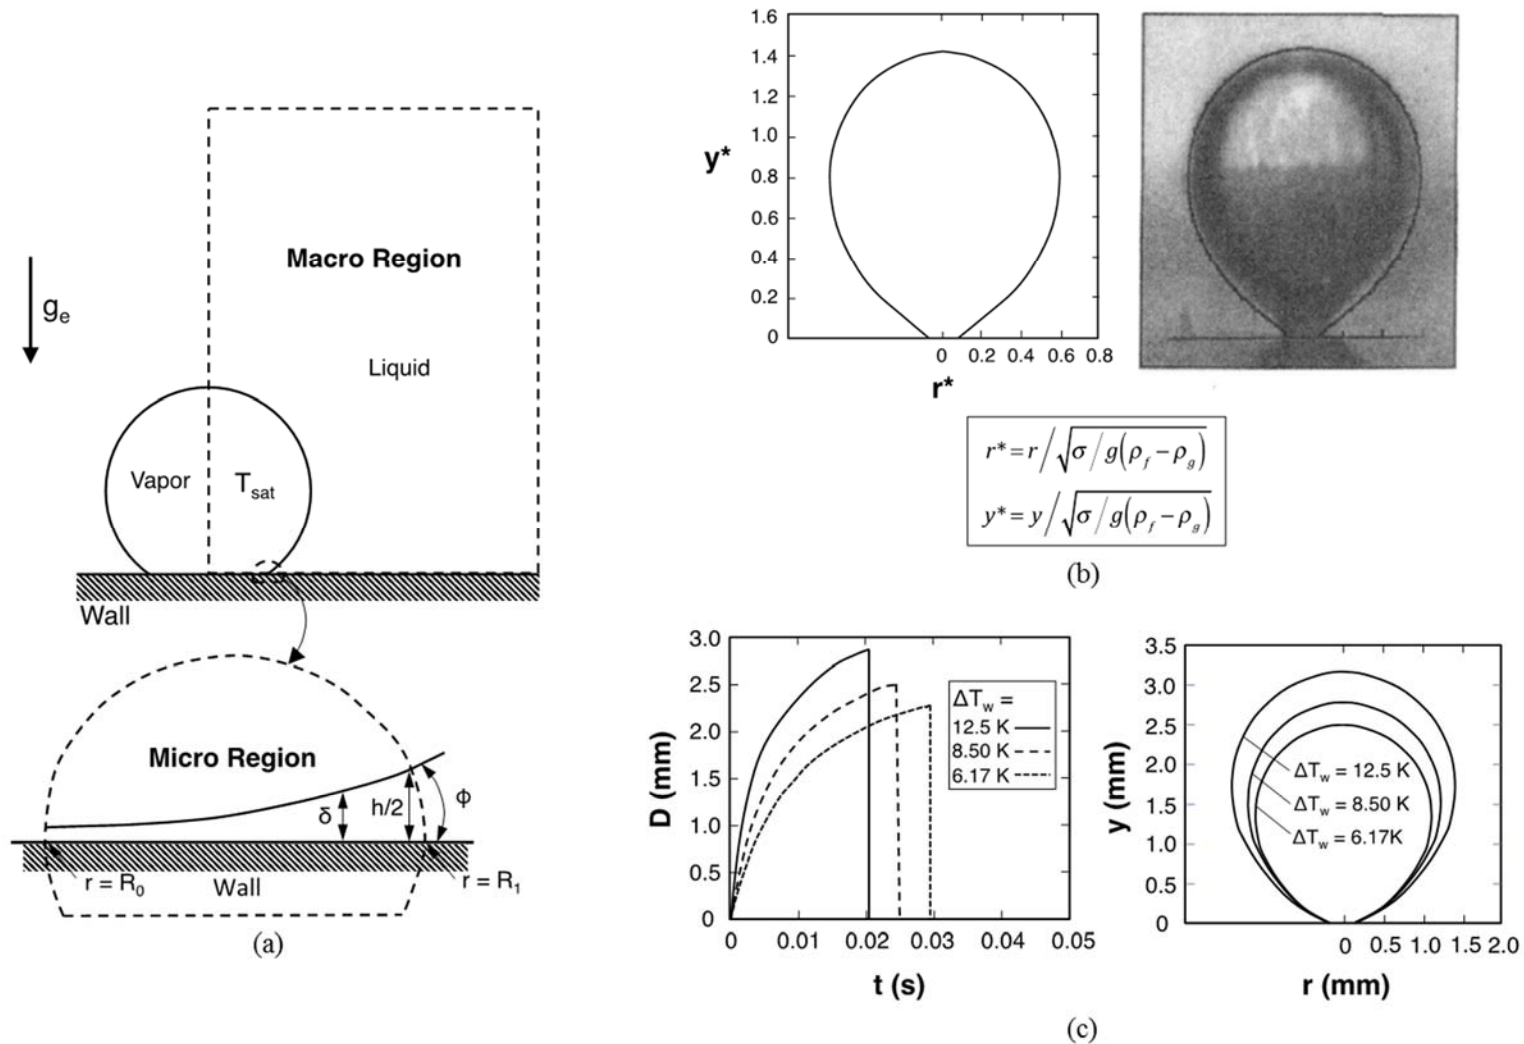 g_e
Macro Region
Liquid
Vapor
T_sat
Wall
Micro Region
δ
h/2
ϕ
r = R_0
Wall
r = R_1
(a)
1.6
1.4
1.2
1.0
0.8
0.6
0.4
0.2
0
y*
0 0.2 0.4 0.6 0.8
r*
r* = r/√σ/g(ρ_f − ρ_g)
y* = y/√σ/g(ρ_f − ρ_g)
(b)
3.0
2.5
2.0
1.5
1.0
0.5
0
D (mm)
ΔT_w =
12.5 K
8.50 K
6.17 K
0 0.01 0.02 0.03 0.04 0.05
t (s)
3.5
3.0
2.5
2.0
1.5
1.0
0.5
0
y (mm)
ΔT_w = 12.5 K
ΔT_w = 8.50 K
ΔT_w = 6.17K
0 0.5 1.0 1.5 2.0
r (mm)
(c)